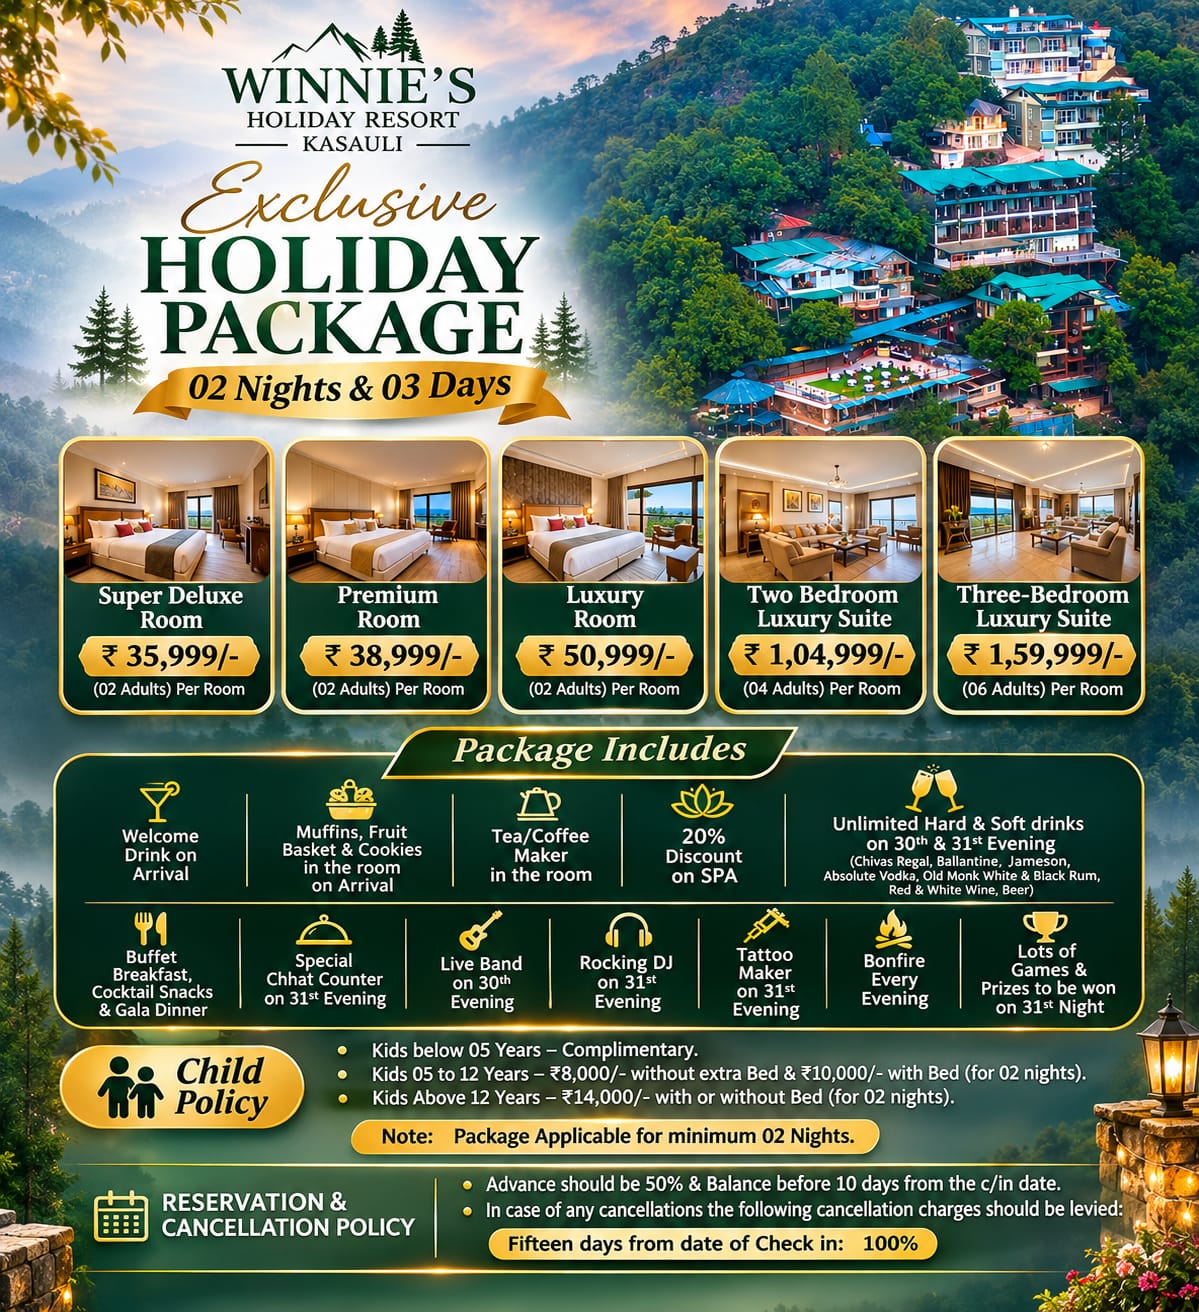 WINNIE'S
HOLIDAY RESORT
KASAULI
Exclusive
HOLIDAY
PACKAGE
02 Nights & 03 Days
Super Deluxe
Room
₹ 35,999/-
(02 Adults) Per Room
Premium
Room
₹ 38,999/-
(02 Adults) Per Room
Luxury
Room
₹ 50,999/-
(02 Adults) Per Room
Two Bedroom
Luxury Suite
₹ 1,04,999/-
(04 Adults) Per Room
Three-Bedroom
Luxury Suite
₹ 1,59,999/-
(06 Adults) Per Room
Package Includes
Welcome
Drink on
Arrival
Muffins, Fruit
Basket & Cookies
in the room
on Arrival
Tea/Coffee
Maker
in the room
20%
Discount
on SPA
Unlimited Hard & Soft drinks
on 30th & 31st Evening
(Chivas Regal, Ballantine, Jameson,
Absolute Vodka, Old Monk White & Black Rum,
Red & White Wine, Beer)
Buffet
Breakfast,
Cocktail Snacks
& Gala Dinner
Special
Chhat Counter
on 31st Evening
Live Band
on 30th
Evening
Rocking DJ
on 31st
Evening
Tattoo
Maker
on 31st
Evening
Bonfire
Every
Evening
Lots of
Games &
Prizes to be won
on 31st Night
Child
Policy
• Kids below 05 Years – Complimentary.
• Kids 05 to 12 Years – ₹8,000/- without extra Bed & ₹10,000/- with Bed (for 02 nights).
• Kids Above 12 Years – ₹14,000/- with or without Bed (for 02 nights).
Note: Package Applicable for minimum 02 Nights.
RESERVATION &
CANCELLATION POLICY
• Advance should be 50% & Balance before 10 days from the c/in date.
• In case of any cancellations the following cancellation charges should be levied:
Fifteen days from date of Check in: 100%